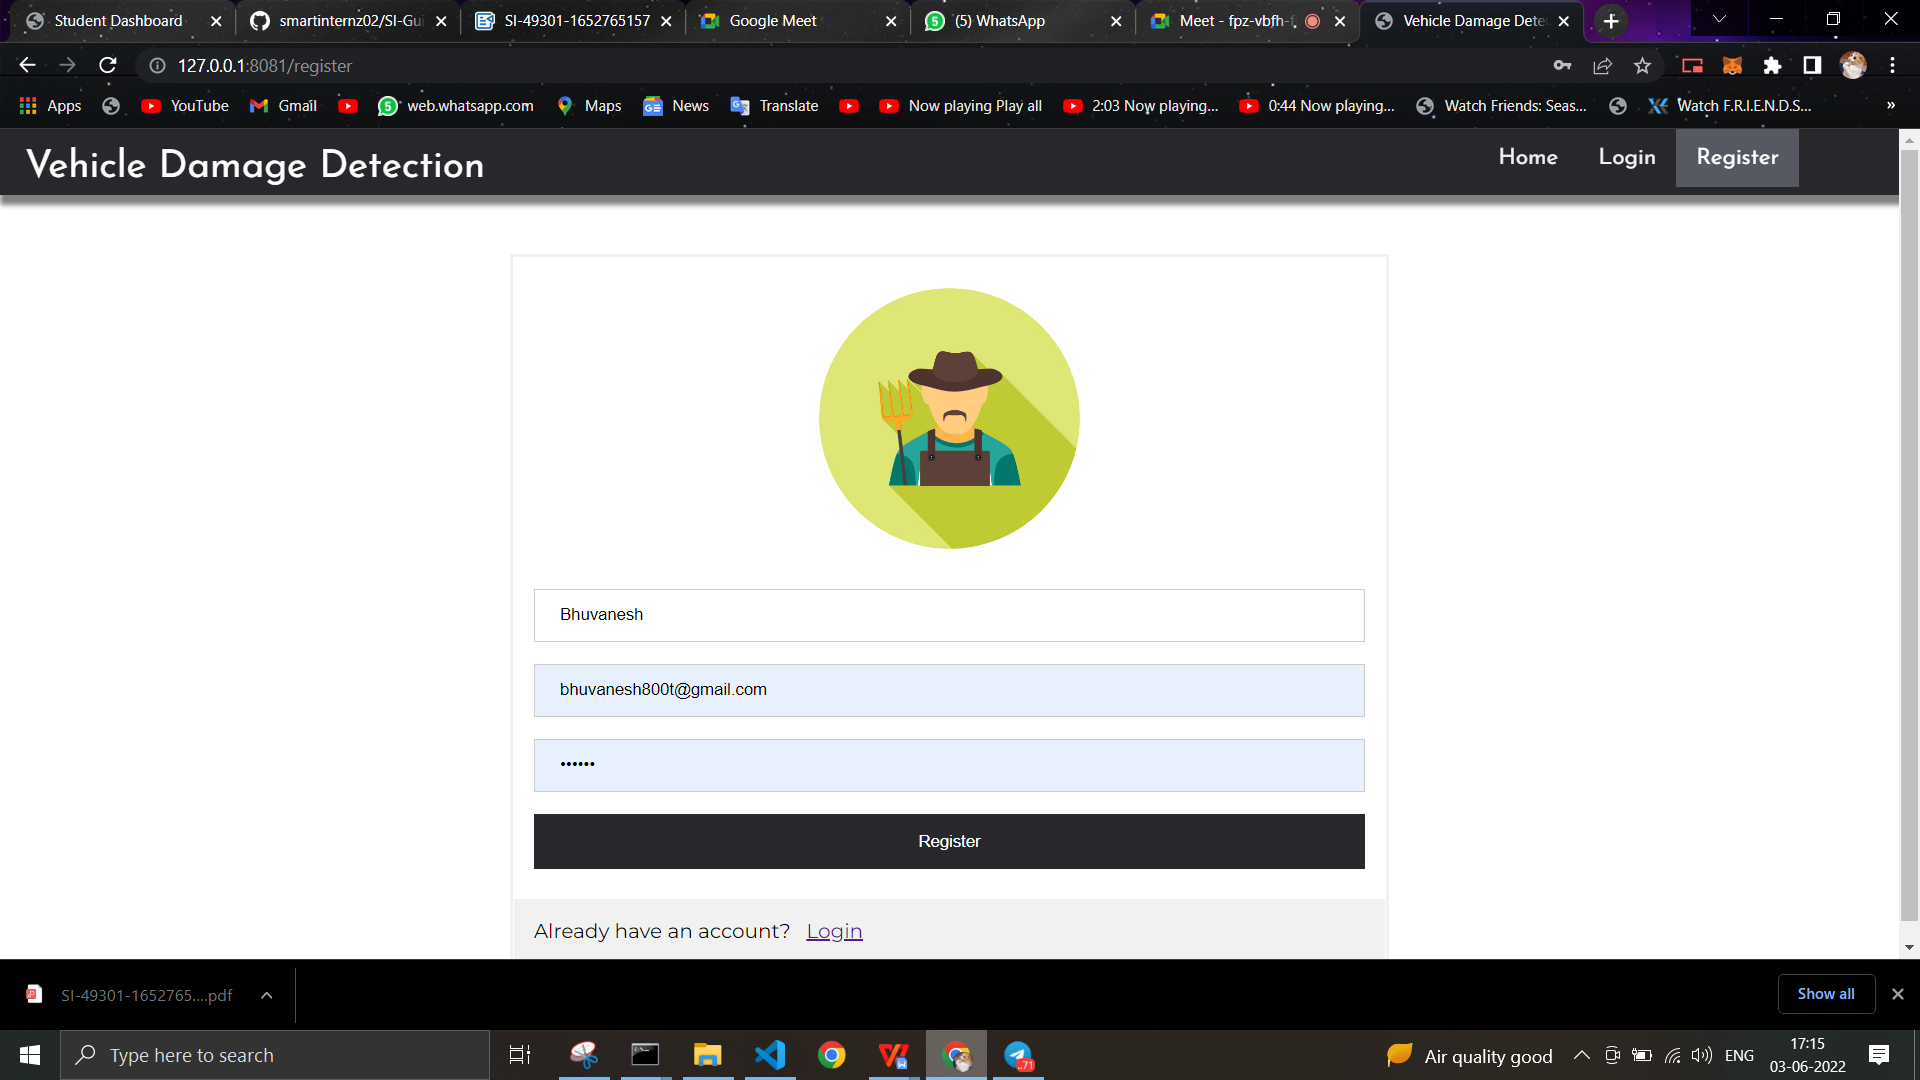 Student Dashboard
smartinternz02/SI-Gui
SI-49301-1652765157
Google Meet
(5) WhatsApp
Meet - fpz-vbfh-f
Vehicle Damage Dete
127.0.0.1:8081/register
Apps
YouTube
Gmail
web.whatsapp.com
Maps
News
Translate
Now playing Play all
2:03 Now playing...
0:44 Now playing...
Watch Friends: Seas...
Watch F.R.I.E.N.D.S...
»
Vehicle Damage Detection
Home
Login
Register
Bhuvanesh
bhuvanesh800t@gmail.com
••••••
Register
Already have an account? Login
SI-49301-1652765....pdf
Show all
Type here to search
Air quality good
ENG
17:15
03-06-2022